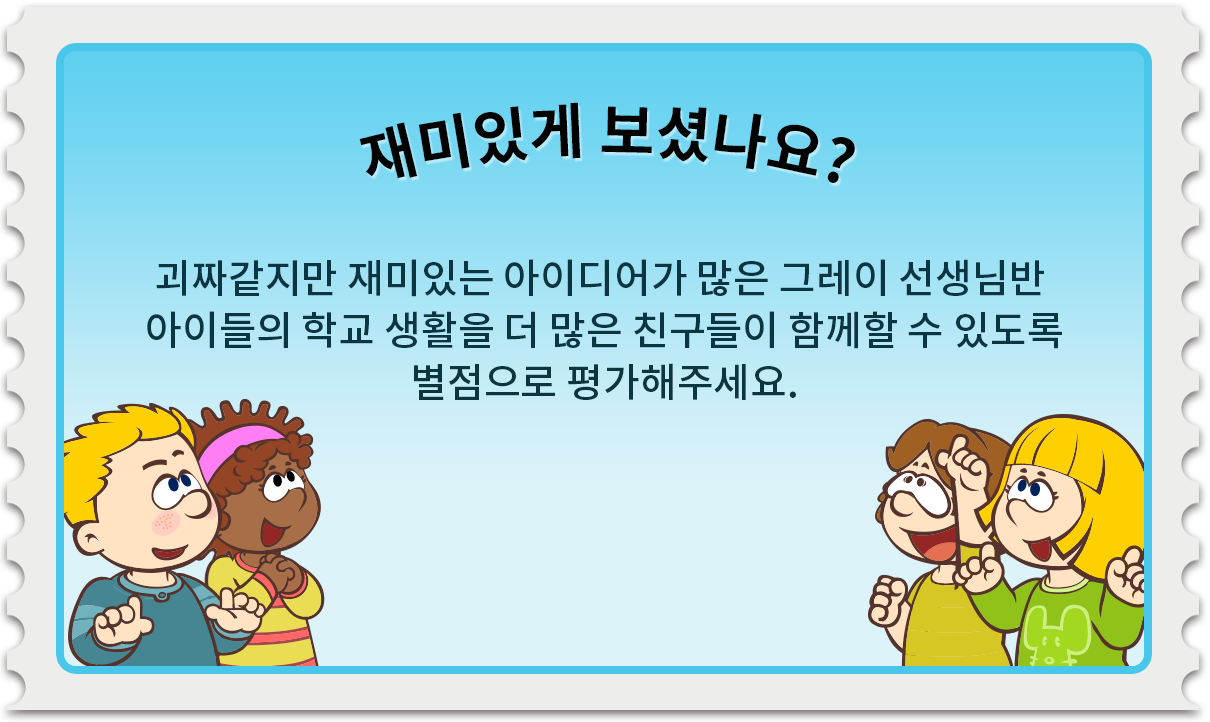 재미있게 보셨나요?
괴짜같지만 재미있는 아이디어가 많은 그레이 선생님반
아이들의 학교 생활을 더 많은 친구들이 함께할 수 있도록
별점으로 평가해주세요.